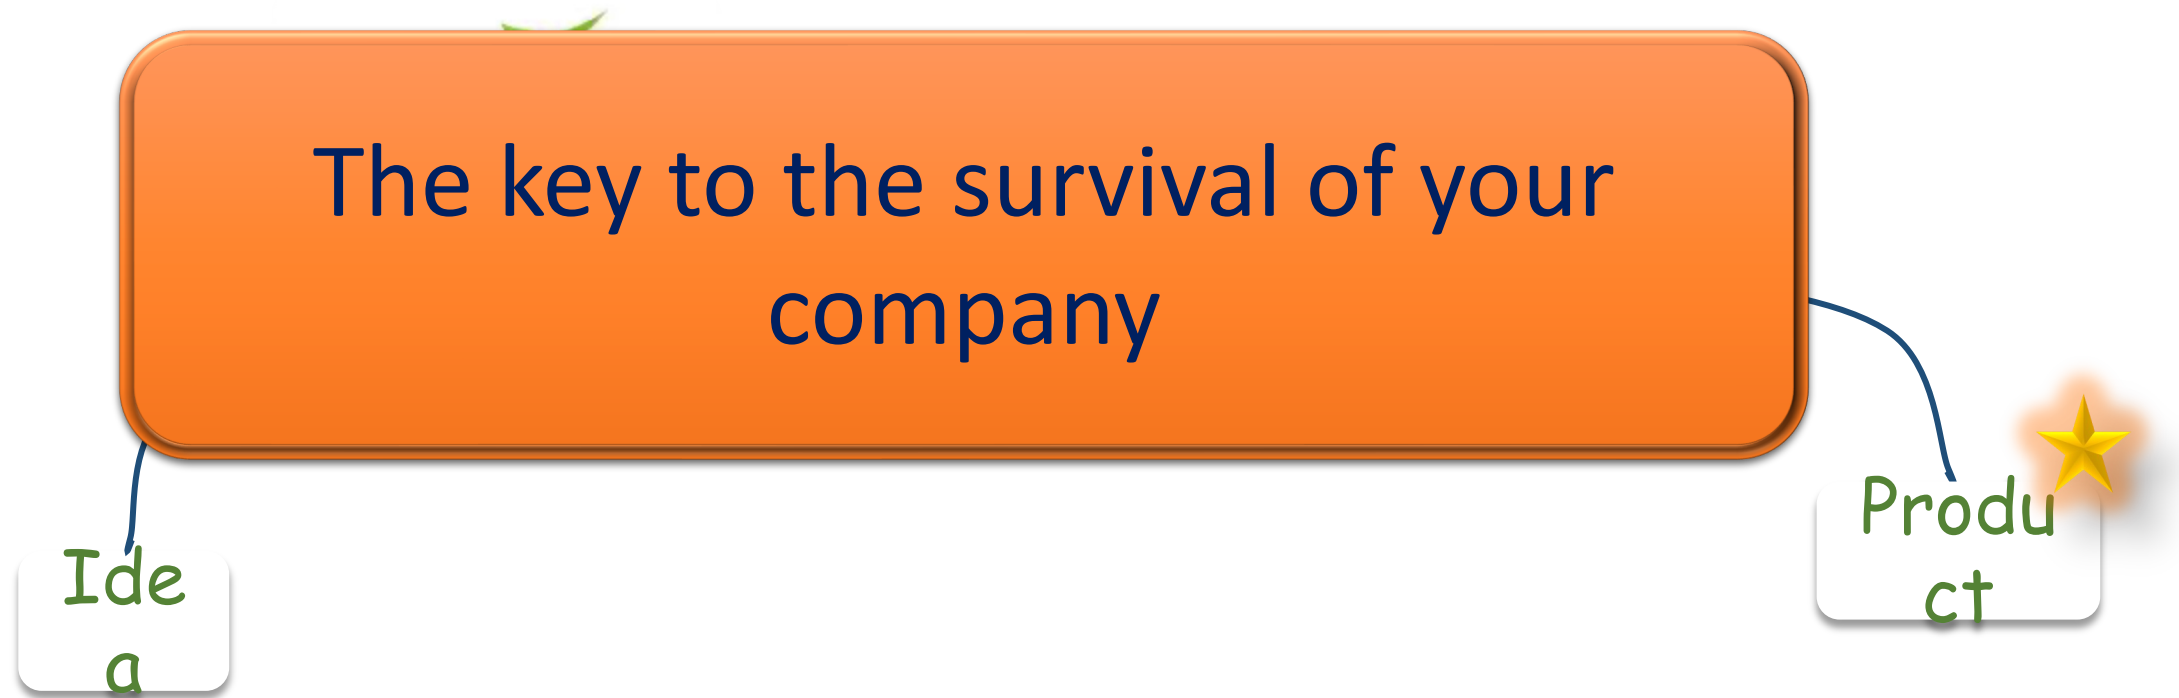 The key to the survival of your
company
Produ
ct
Ide
a